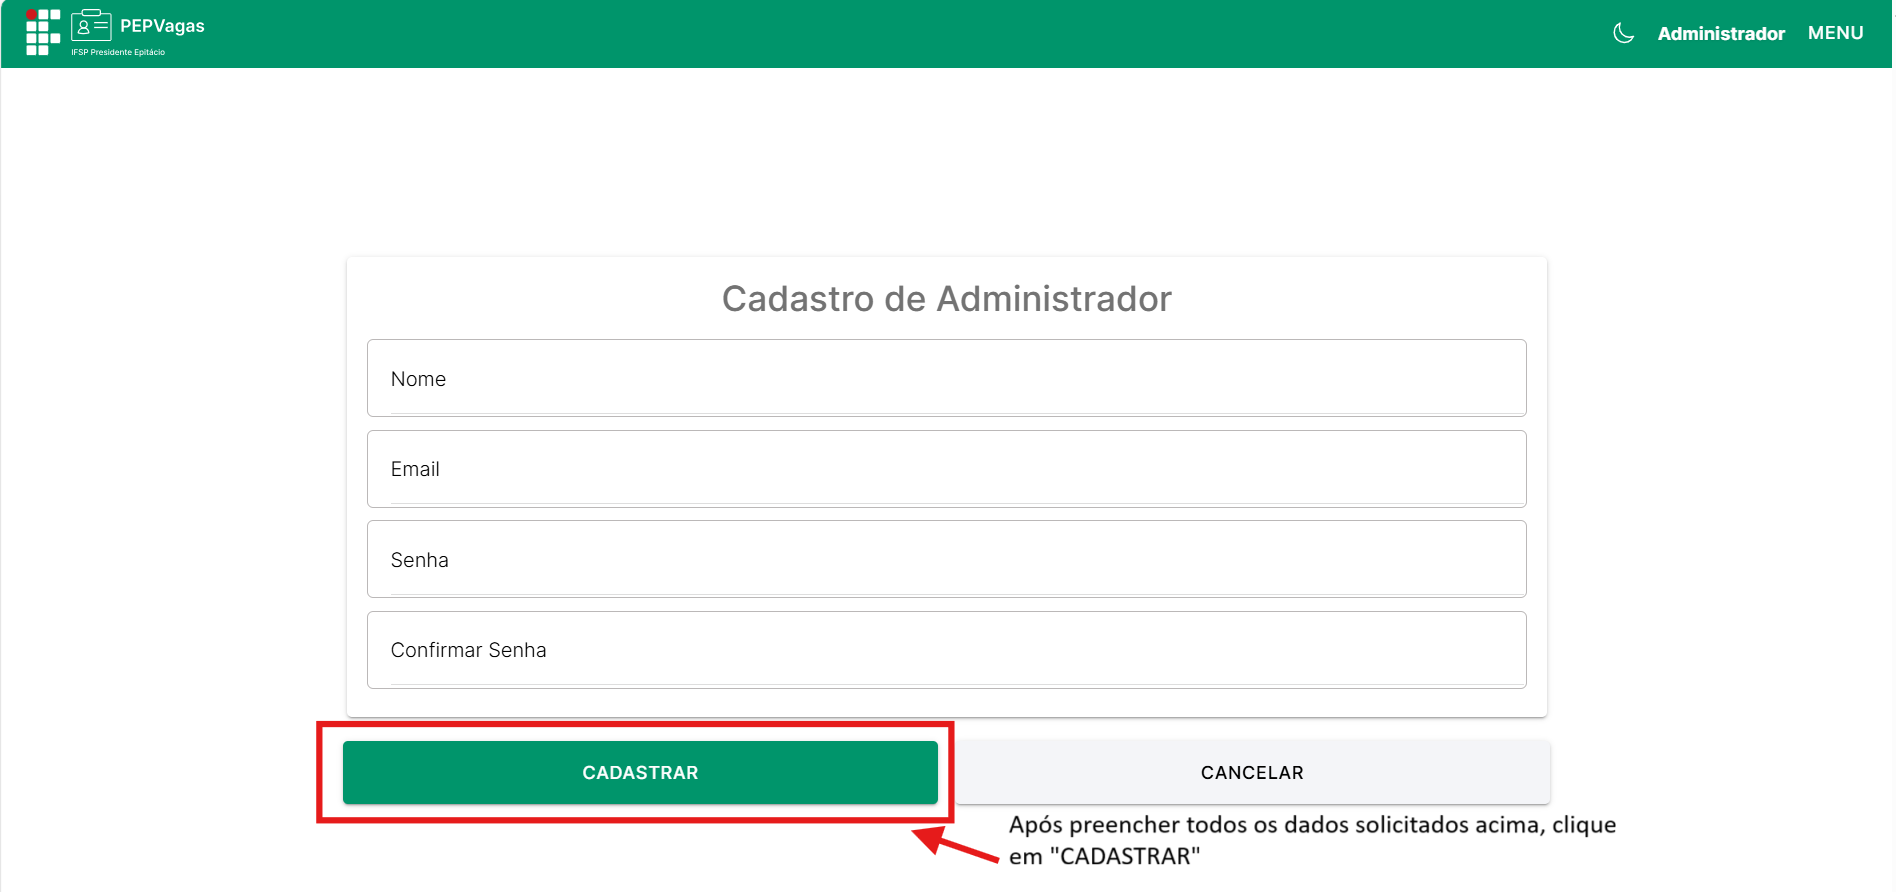 PEPVagas
IFSP Presidente Epitácio
Administrador
MENU
Cadastro de Administrador
Nome
Email
Senha
Confirmar Senha
CADASTRAR
CANCELAR
Após preencher todos os dados solicitados acima, clique
em "CADASTRAR"